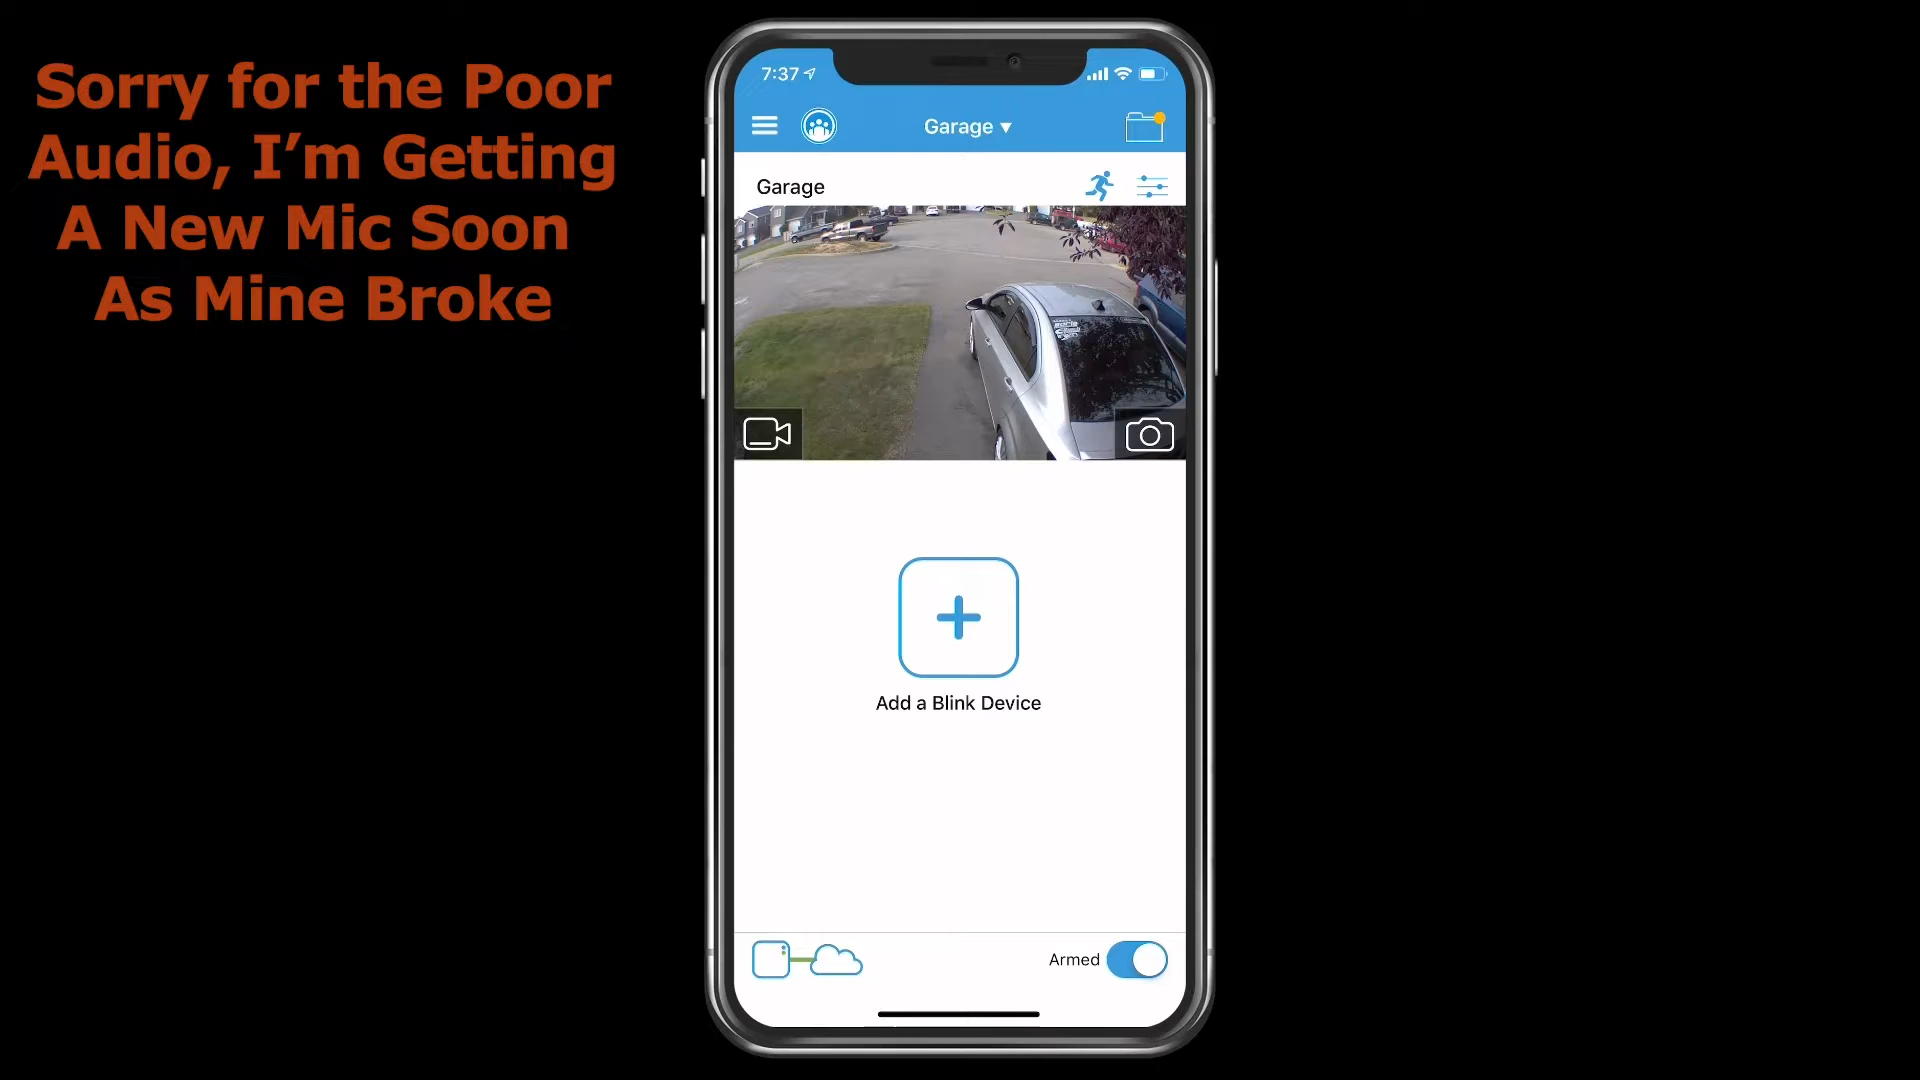 Sorry for the Poor
Audio, I’m Getting
A New Mic Soon
As Mine Broke
7:37
Garage ▾
Garage
Add a Blink Device
Armed